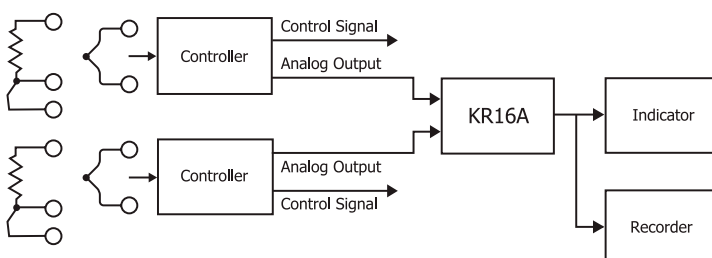 Control Signal
Controller
Analog Output
KR16A
Indicator
Controller
Analog Output
Control Signal
Recorder